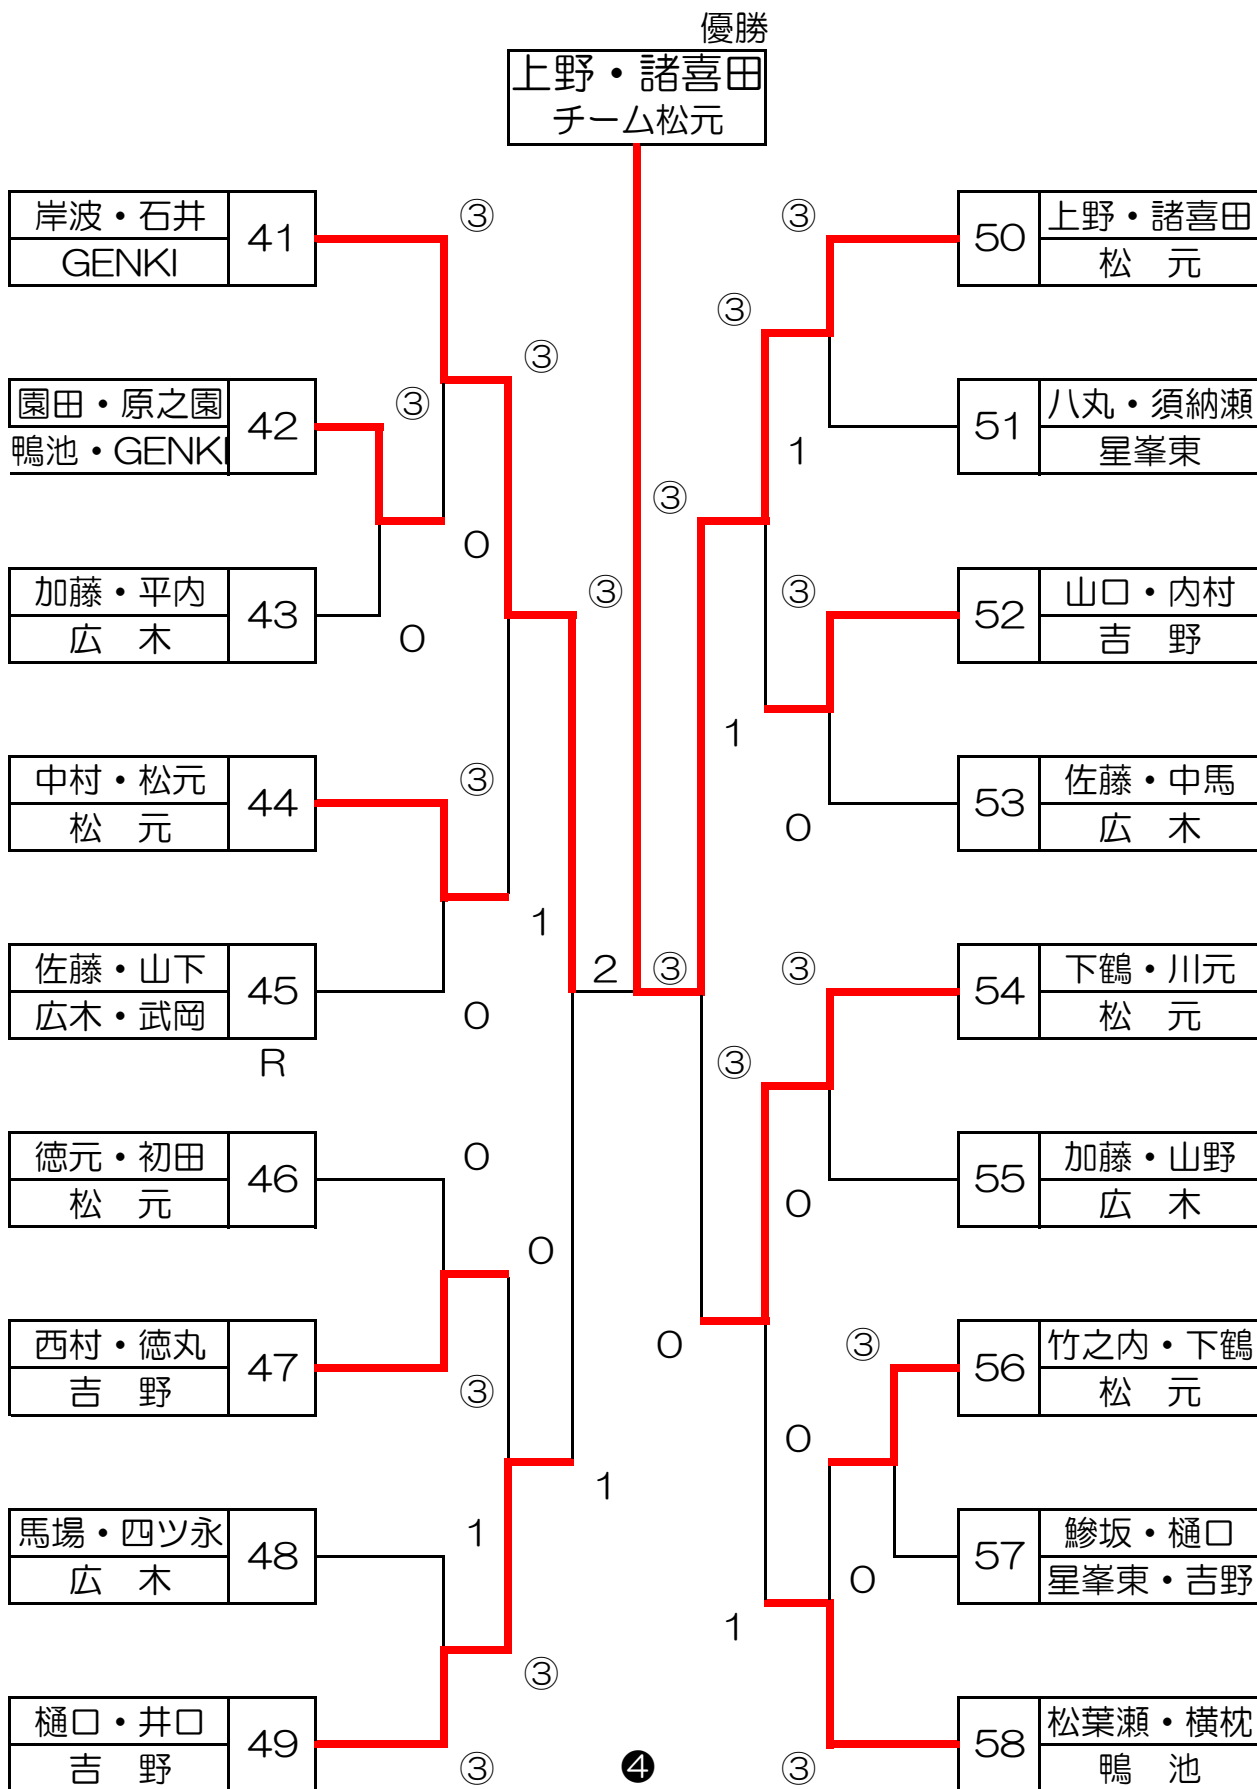 優勝
上野・諸喜田
チーム松元
岸波・石井
GENKI
41
③
③
50
上野・諸喜田
松 元
③
③
園田・原之園
鴨池・GENKI
42
③
51
八丸・須納瀬
星峯東
1
③
0
加藤・平内
広 木
43
0
③
③
52
山口・内村
吉 野
1
中村・松元
松 元
44
③
0
53
佐藤・中馬
広 木
1
佐藤・山下
広木・武岡
45
R
0
2
③
③
54
下鶴・川元
松 元
③
徳元・初田
松 元
46
0
0
0
55
加藤・山野
広 木
西村・徳丸
吉 野
47
③
0
③
56
竹之内・下鶴
松 元
0
1
馬場・四ツ永
広 木
48
1
0
57
鰺坂・樋口
星峯東・吉野
1
③
樋口・井口
吉 野
49
③
❹
③
58
松葉瀬・横枕
鴨 池